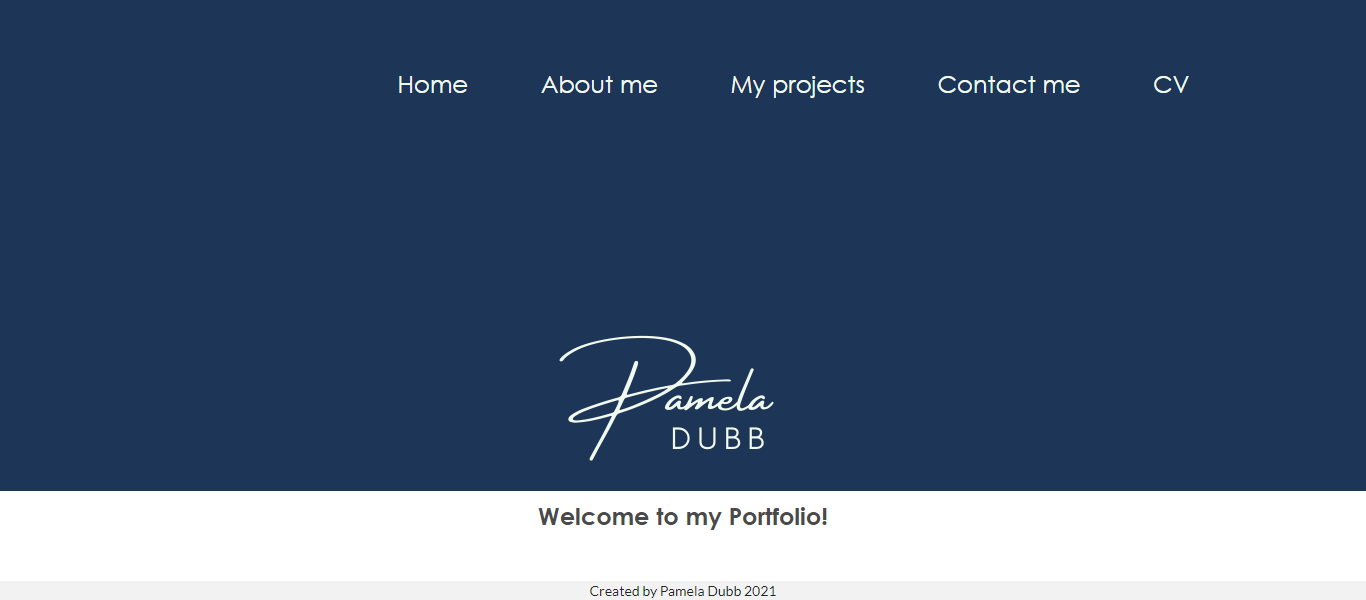 Home About me My projects Contact me CV
Pamela
DUBB
Welcome to my Portfolio!
Created by Pamela Dubb 2021